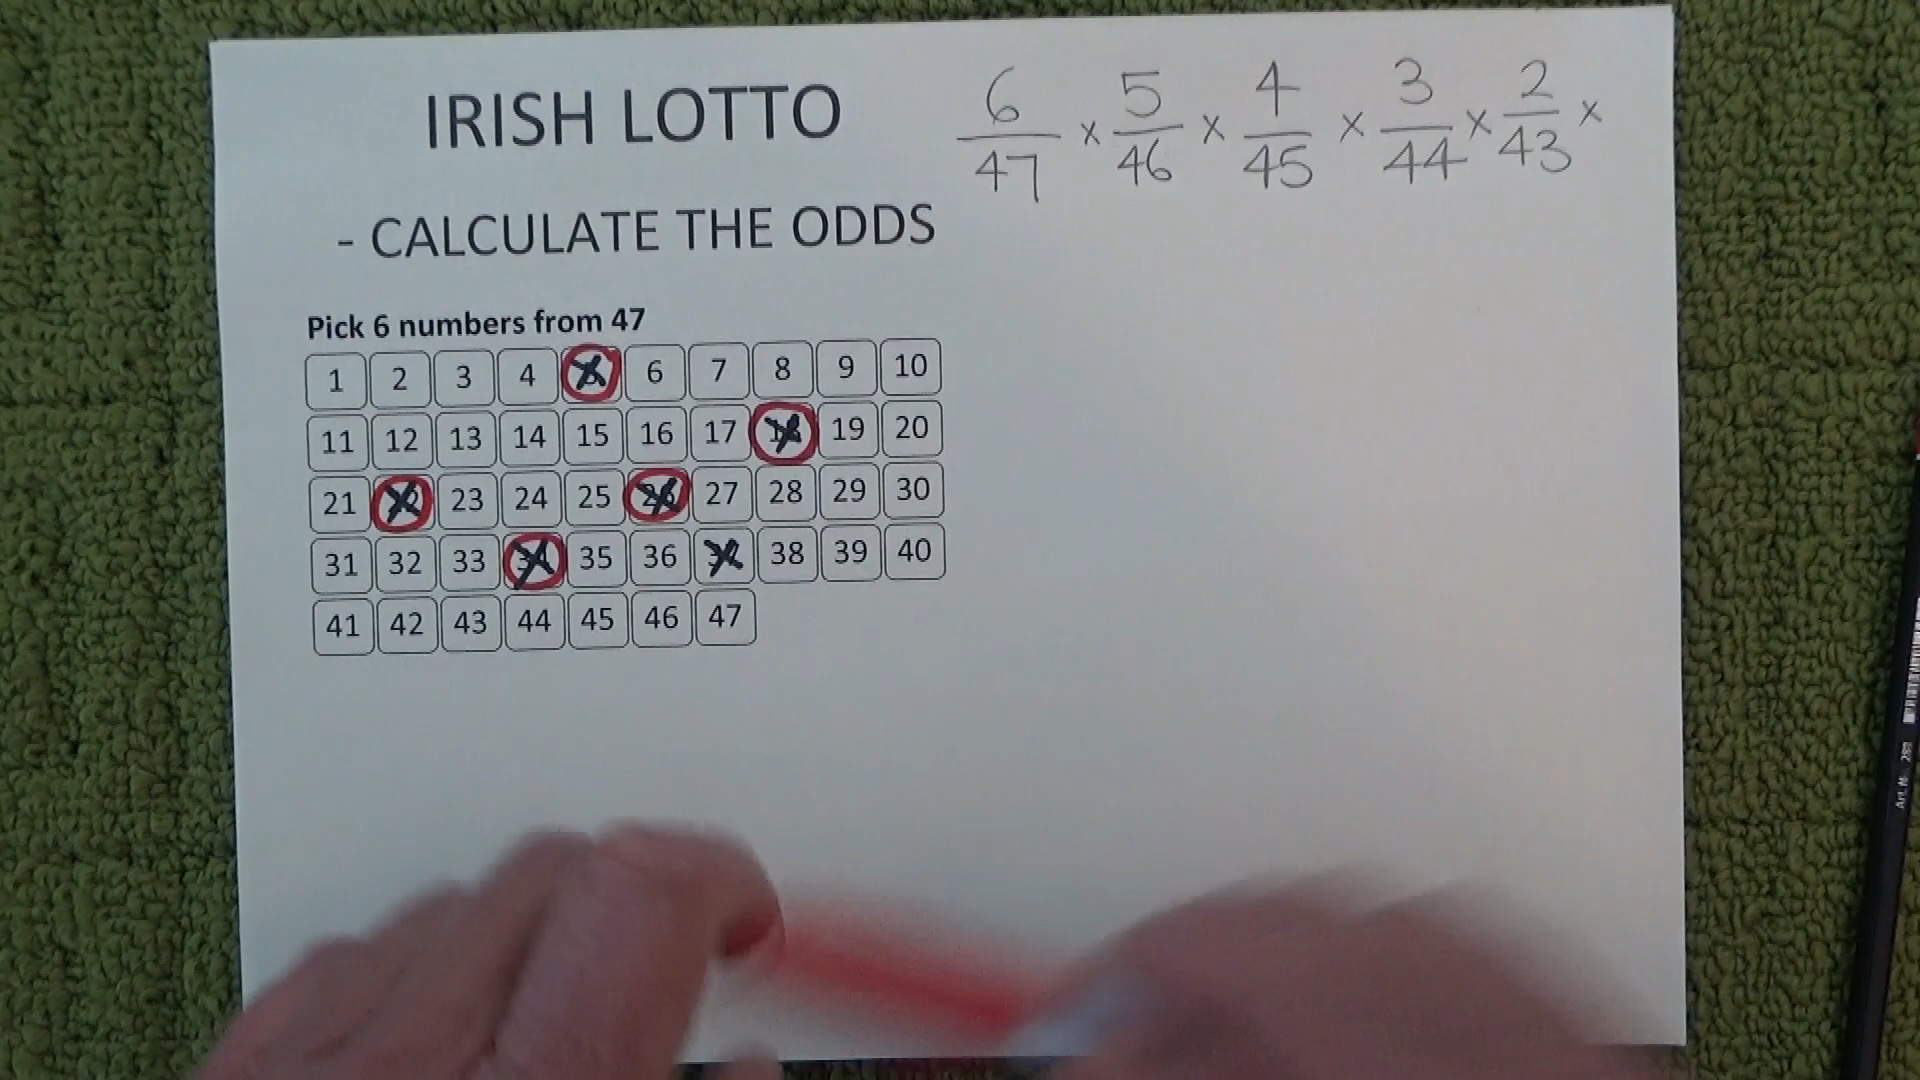 IRISH LOTTO
- CALCULATE THE ODDS
6/47 × 5/46 × 4/45 × 3/44 × 2/43 ×
Pick 6 numbers from 47
1 2 3 4 6 7 8 9 10
11 12 13 14 15 16 17 18 19 20
21 23 24 25 26 27 28 29 30
31 32 33 34 35 36 38 39 40
41 42 43 44 45 46 47